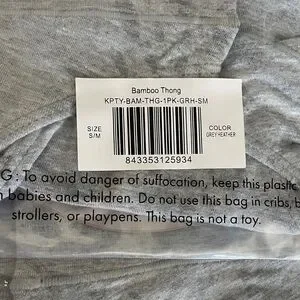 Bamboo Thong
KPTY-BAM-THG-1PK-GRH-SM
SIZE
S/M
COLOR
GREY HEATHER
843353125934
G: To avoid danger of suffocation, keep this plastic
babies and children. Do not use this bag in cribs, b
strollers, or playpens. This bag is not a toy.